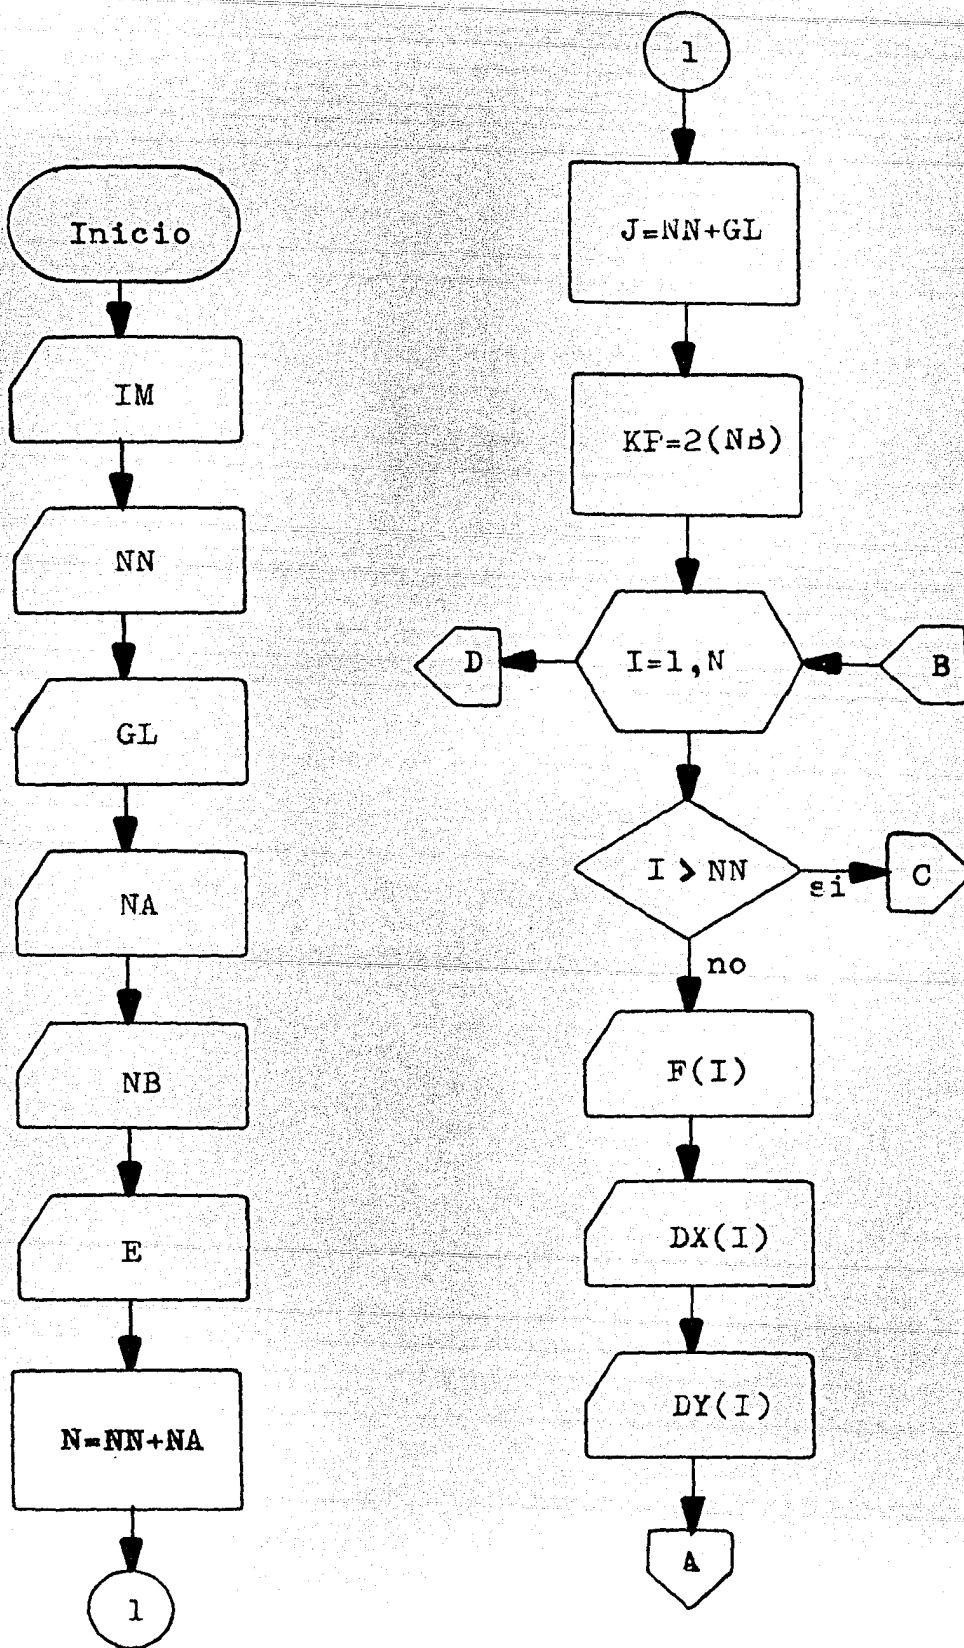 Inicio
IM
NN
GL
NA
NB
E
N=NN+NA
1
1
J=NN+GL
KF=2(NB)
D
I=1,N
B
I > NN
si
C
no
F(I)
DX(I)
DY(I)
A